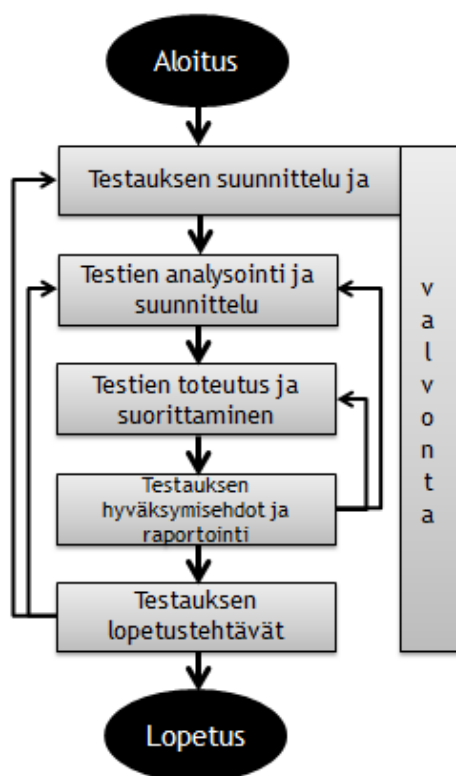 Aloitus
Testauksen suunnittelu ja
valvonta
Testien analysointi ja
suunnittelu
Testien toteutus ja
suorittaminen
Testauksen
hyväksymisehdot ja
raportointi
Testauksen
lopetustehtävät
Lopetus